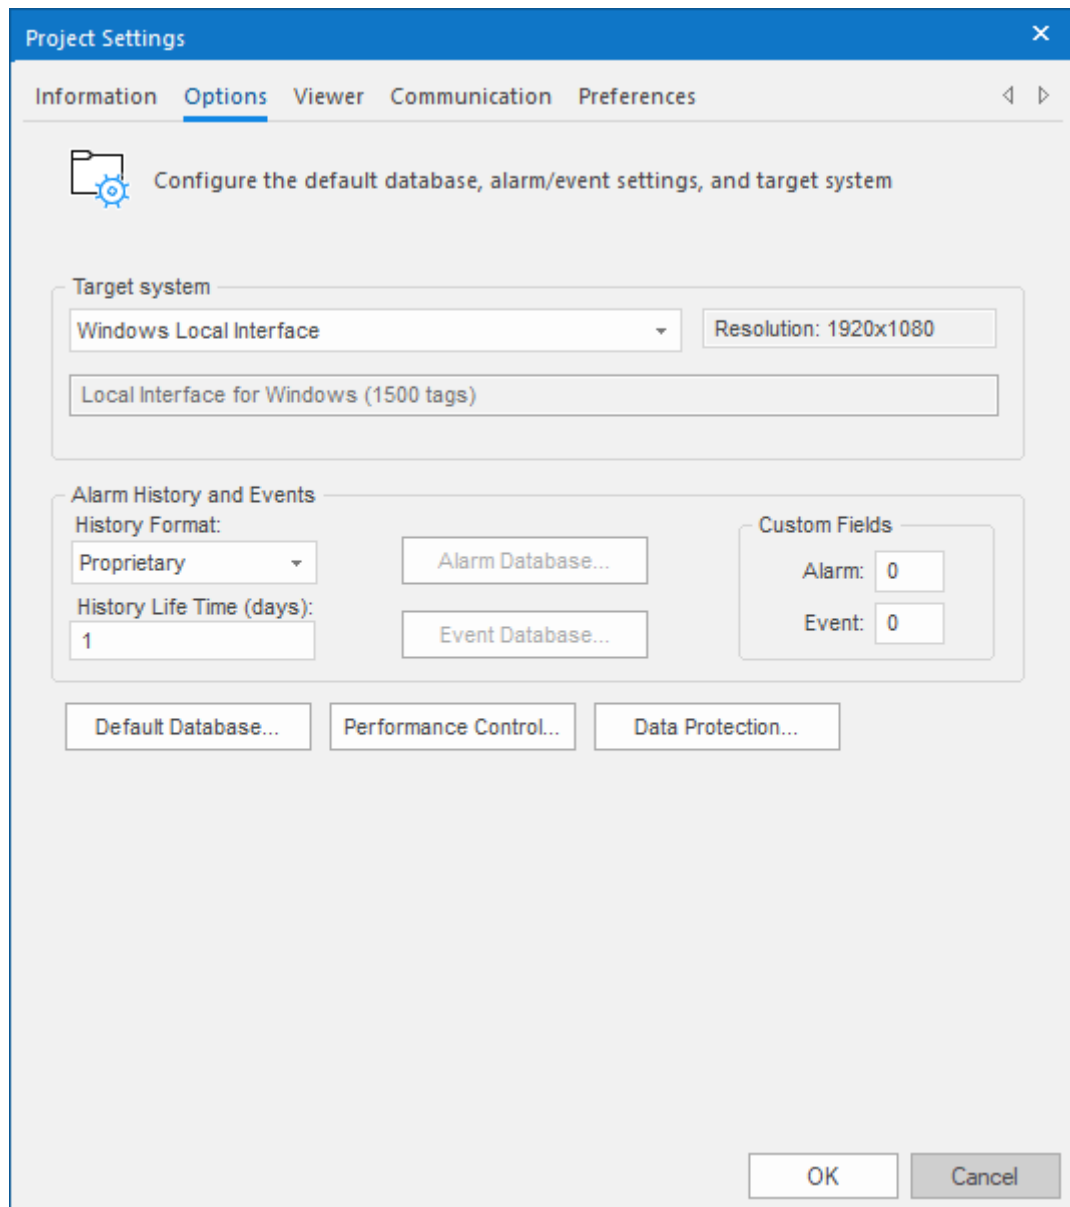 Project Settings
Information Options Viewer Communication Preferences
Configure the default database, alarm/event settings, and target system
Target system
Windows Local Interface
Resolution: 1920x1080
Local Interface for Windows (1500 tags)
Alarm History and Events
History Format:
Proprietary
Alarm Database...
History Life Time (days):
1
Event Database...
Custom Fields
Alarm: 0
Event: 0
Default Database... Performance Control... Data Protection...
OK Cancel